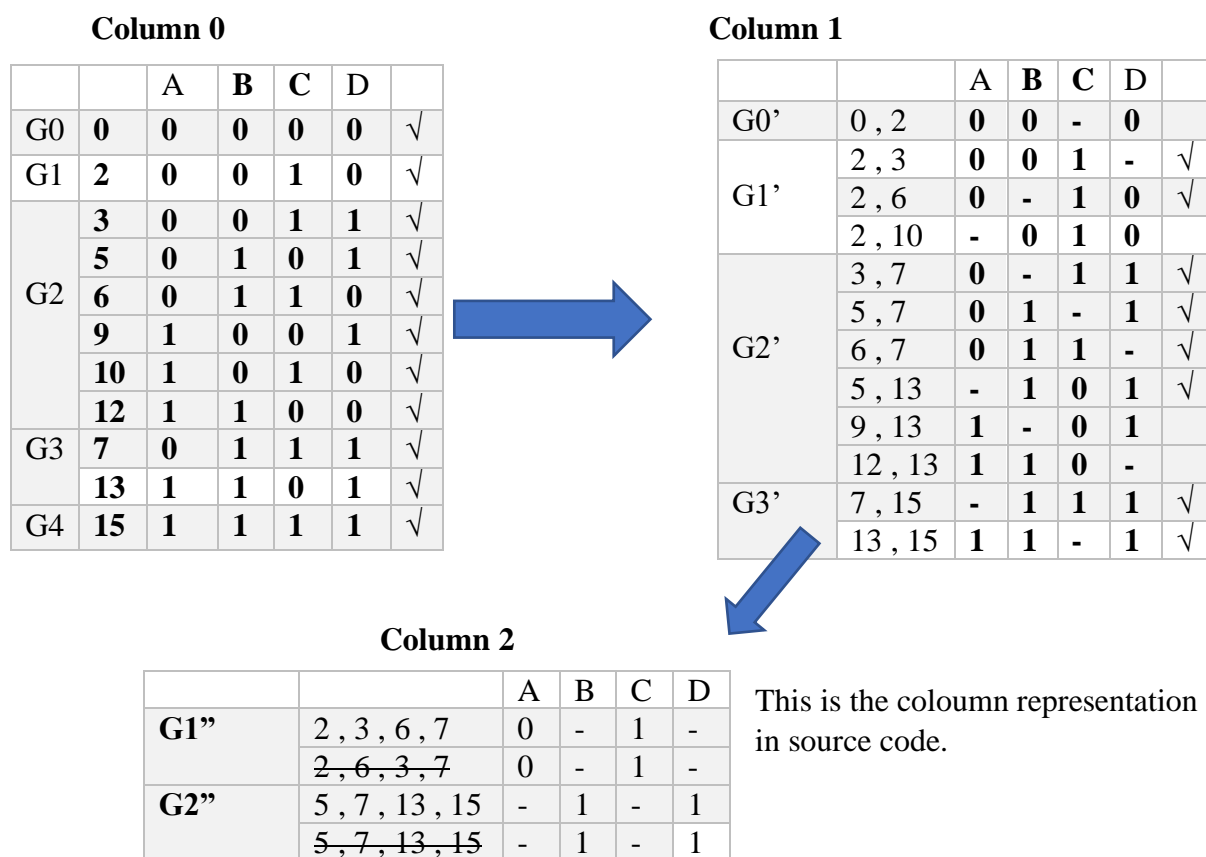 Column 0
A B C D
G0 0 0 0 0 0 √
G1 2 0 0 1 0 √
3 0 0 1 1 √
5 0 1 0 1 √
G2 6 0 1 1 0 √
9 1 0 0 1 √
10 1 0 1 0 √
12 1 1 0 0 √
G3 7 0 1 1 1 √
13 1 1 0 1 √
G4 15 1 1 1 1 √
Column 1
A B C D
G0’ 0 , 2 0 0 - 0
2 , 3 0 0 1 - √
G1’ 2 , 6 0 - 1 0 √
2 , 10 - 0 1 0
3 , 7 0 - 1 1 √
5 , 7 0 1 - 1 √
G2’ 6 , 7 0 1 1 - √
5 , 13 - 1 0 1 √
9 , 13 1 - 0 1
12 , 13 1 1 0 -
G3’ 7 , 15 - 1 1 1 √
13 , 15 1 1 - 1 √
Column 2
A B C D
G1” 2 , 3 , 6 , 7 0 - 1 -
2 , 6 , 3 , 7 0 - 1 -
G2” 5 , 7 , 13 , 15 - 1 - 1
5 , 7 , 13 , 15 - 1 - 1
This is the coloumn representation
in source code.